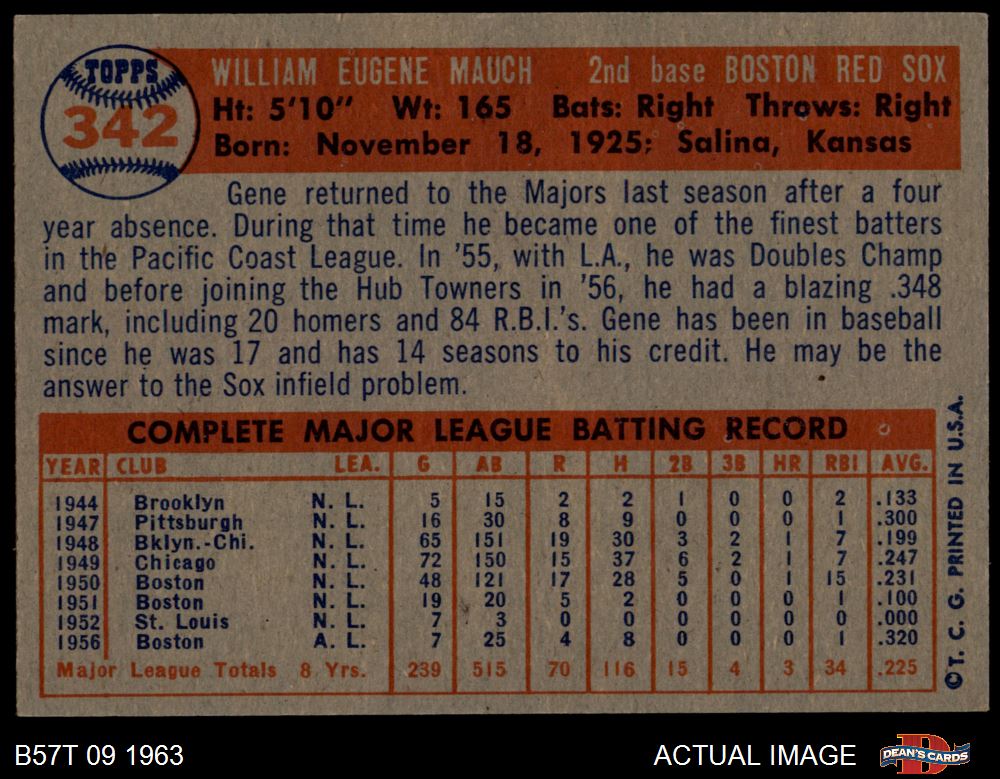 TOPPS
342
WILLIAM EUGENE MAUCH 2nd base BOSTON RED SOX
Ht: 5'10" Wt: 165 Bats: Right Throws: Right
Born: November 18, 1925; Salina, Kansas
Gene returned to the Majors last season after a four
year absence. During that time he became one of the finest batters
in the Pacific Coast League. In '55, with L.A., he was Doubles Champ
and before joining the Hub Towners in '56, he had a blazing .348
mark, including 20 homers and 84 R.B.I.'s. Gene has been in baseball
since he was 17 and has 14 seasons to his credit. He may be the
answer to the Sox infield problem.
COMPLETE MAJOR LEAGUE BATTING RECORD
YEAR CLUB LEA. G AB R H 2B 3B HR RBI AVG.
1944 Brooklyn N. L. 5 15 2 2 1 0 0 2 .133
1947 Pittsburgh N. L. 16 30 8 9 0 0 0 1 .300
1948 Bklyn.-Chi. N. L. 65 151 19 30 3 2 1 7 .199
1949 Chicago N. L. 72 150 15 37 6 2 1 7 .247
1950 Boston N. L. 48 121 17 28 5 0 1 15 .231
1951 Boston N. L. 19 20 5 2 0 0 0 1 .100
1952 St. Louis N. L. 7 3 0 0 0 0 0 0 .000
1956 Boston A. L. 7 25 4 8 0 0 0 1 .320
Major League Totals 8 Yrs. 239 515 70 116 15 4 3 34 .225
©T. C. G. PRINTED IN U.S.A.
B57T 09 1963
ACTUAL IMAGE
DEAN'S CARDS